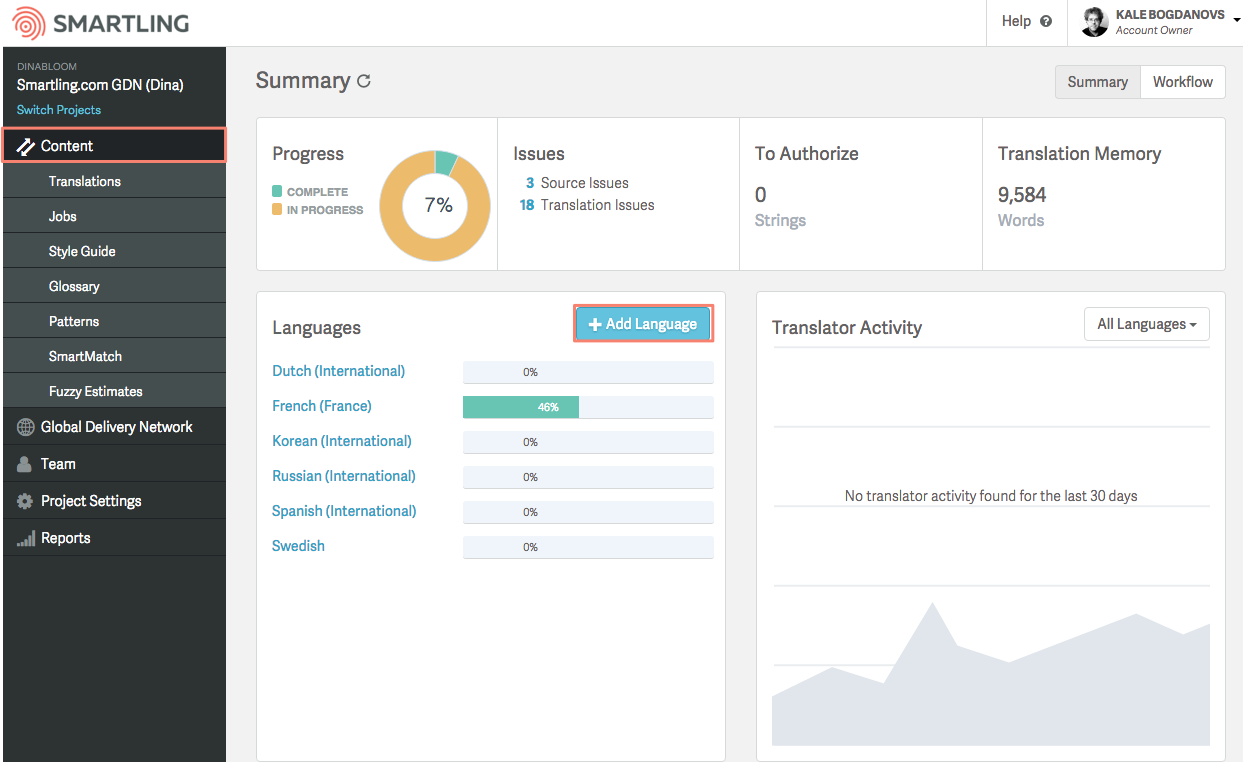 SMARTLING
Help ?
KALE BOGDANOVS
Account Owner
DINABLOOM
Smartling.com GDN (Dina)
Switch Projects
Content
Translations
Jobs
Style Guide
Glossary
Patterns
SmartMatch
Fuzzy Estimates
Global Delivery Network
Team
Project Settings
Reports
Summary
Summary
Workflow
Progress
COMPLETE
IN PROGRESS
7%
Issues
3 Source Issues
18 Translation Issues
To Authorize
0
Strings
Translation Memory
9,584
Words
Languages
+ Add Language
Dutch (International) 0%
French (France) 46%
Korean (International) 0%
Russian (International) 0%
Spanish (International) 0%
Swedish 0%
Translator Activity
All Languages
No translator activity found for the last 30 days